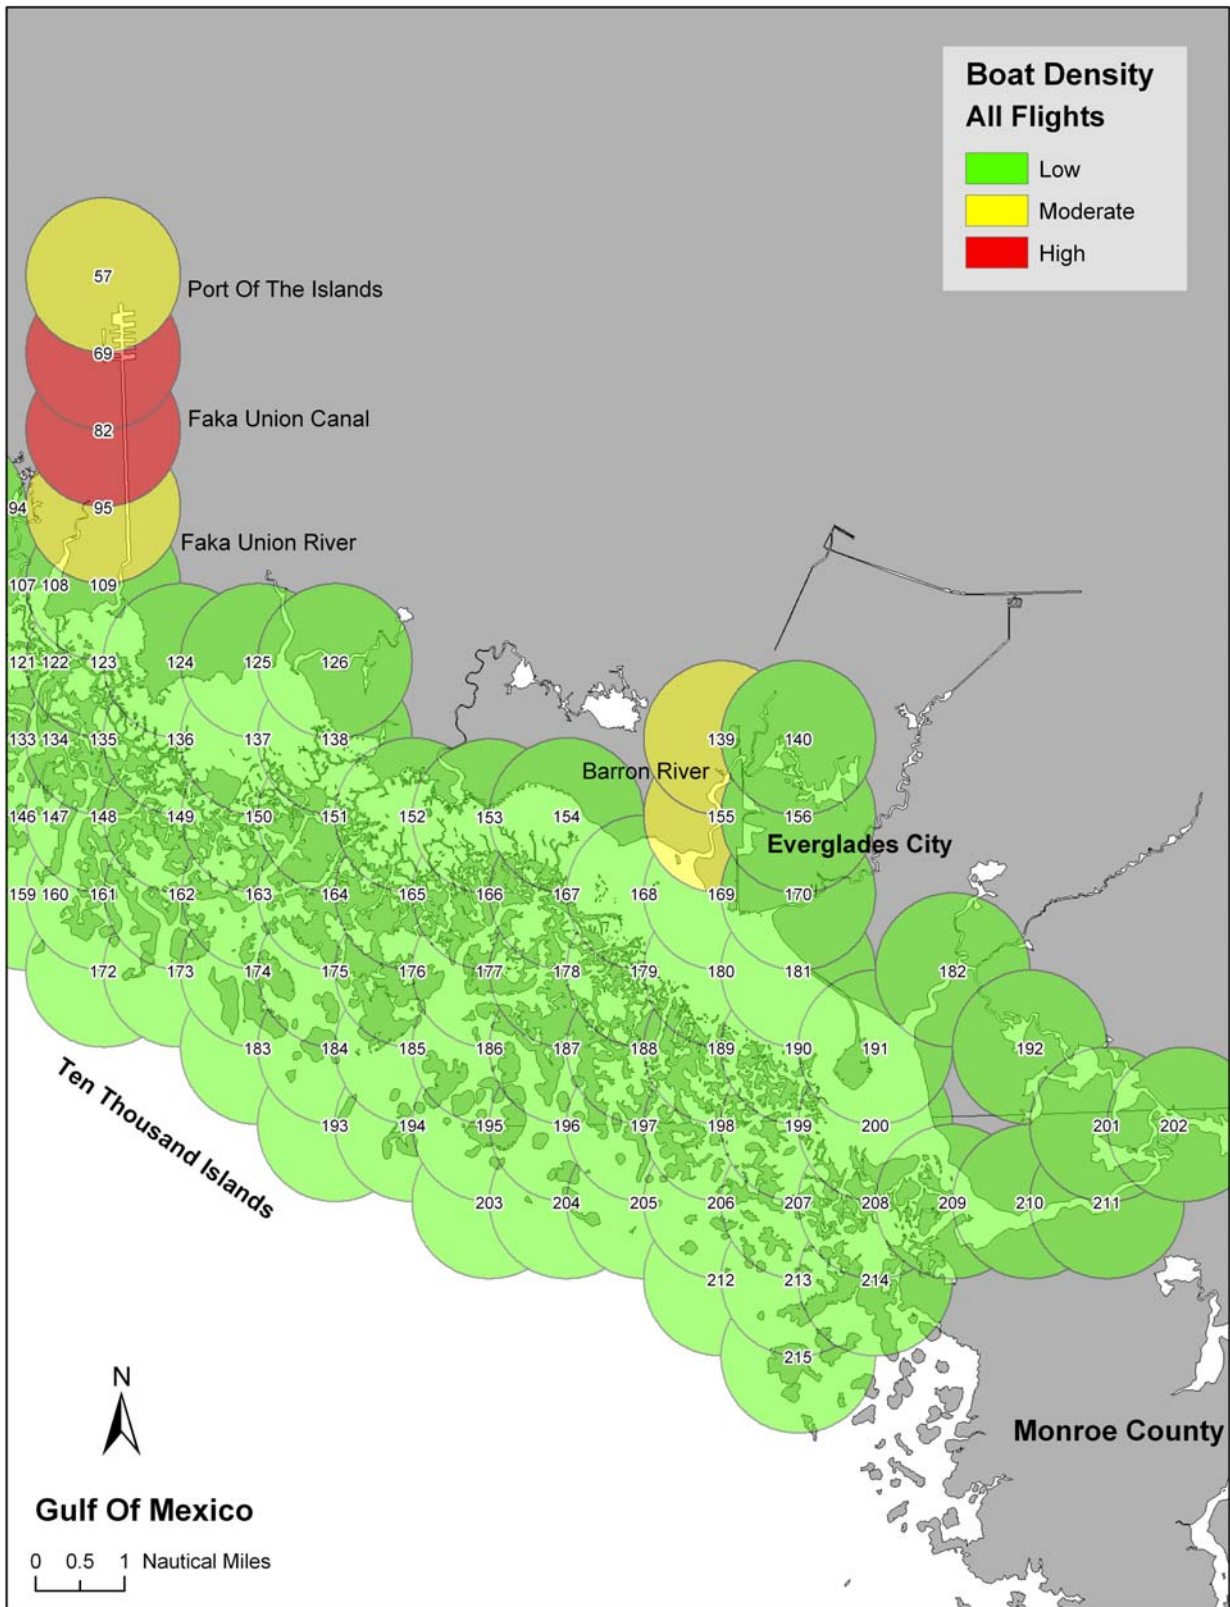 Boat Density
All Flights
Low
Moderate
High
57
Port Of The Islands
69
Faka Union Canal
82
94 95
Faka Union River
107 108 109
121 122 123 124 125 126
133 134 135 136 137 138 139 140
Barron River
146 147 148 149 150 151 152 153 154 155 156
Everglades City
159 160 161 162 163 164 165 166 167 168 169 170
172 173 174 175 176 177 178 179 180 181 182
183 184 185 186 187 188 189 190 191 192
Ten Thousand Islands
193 194 195 196 197 198 199 200 201 202
203 204 205 206 207 208 209 210 211
212 213 214
215
N
Monroe County
Gulf Of Mexico
0 0.5 1 Nautical Miles